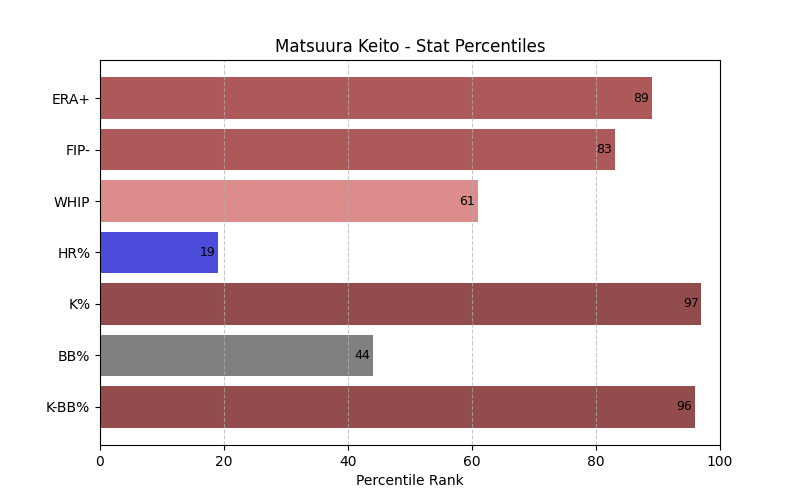 Matsuura Keito - Stat Percentiles
ERA+ 89
FIP- 83
WHIP 61
HR% 19
K% 97
BB% 44
K-BB% 96
0 20 40 60 80 100
Percentile Rank